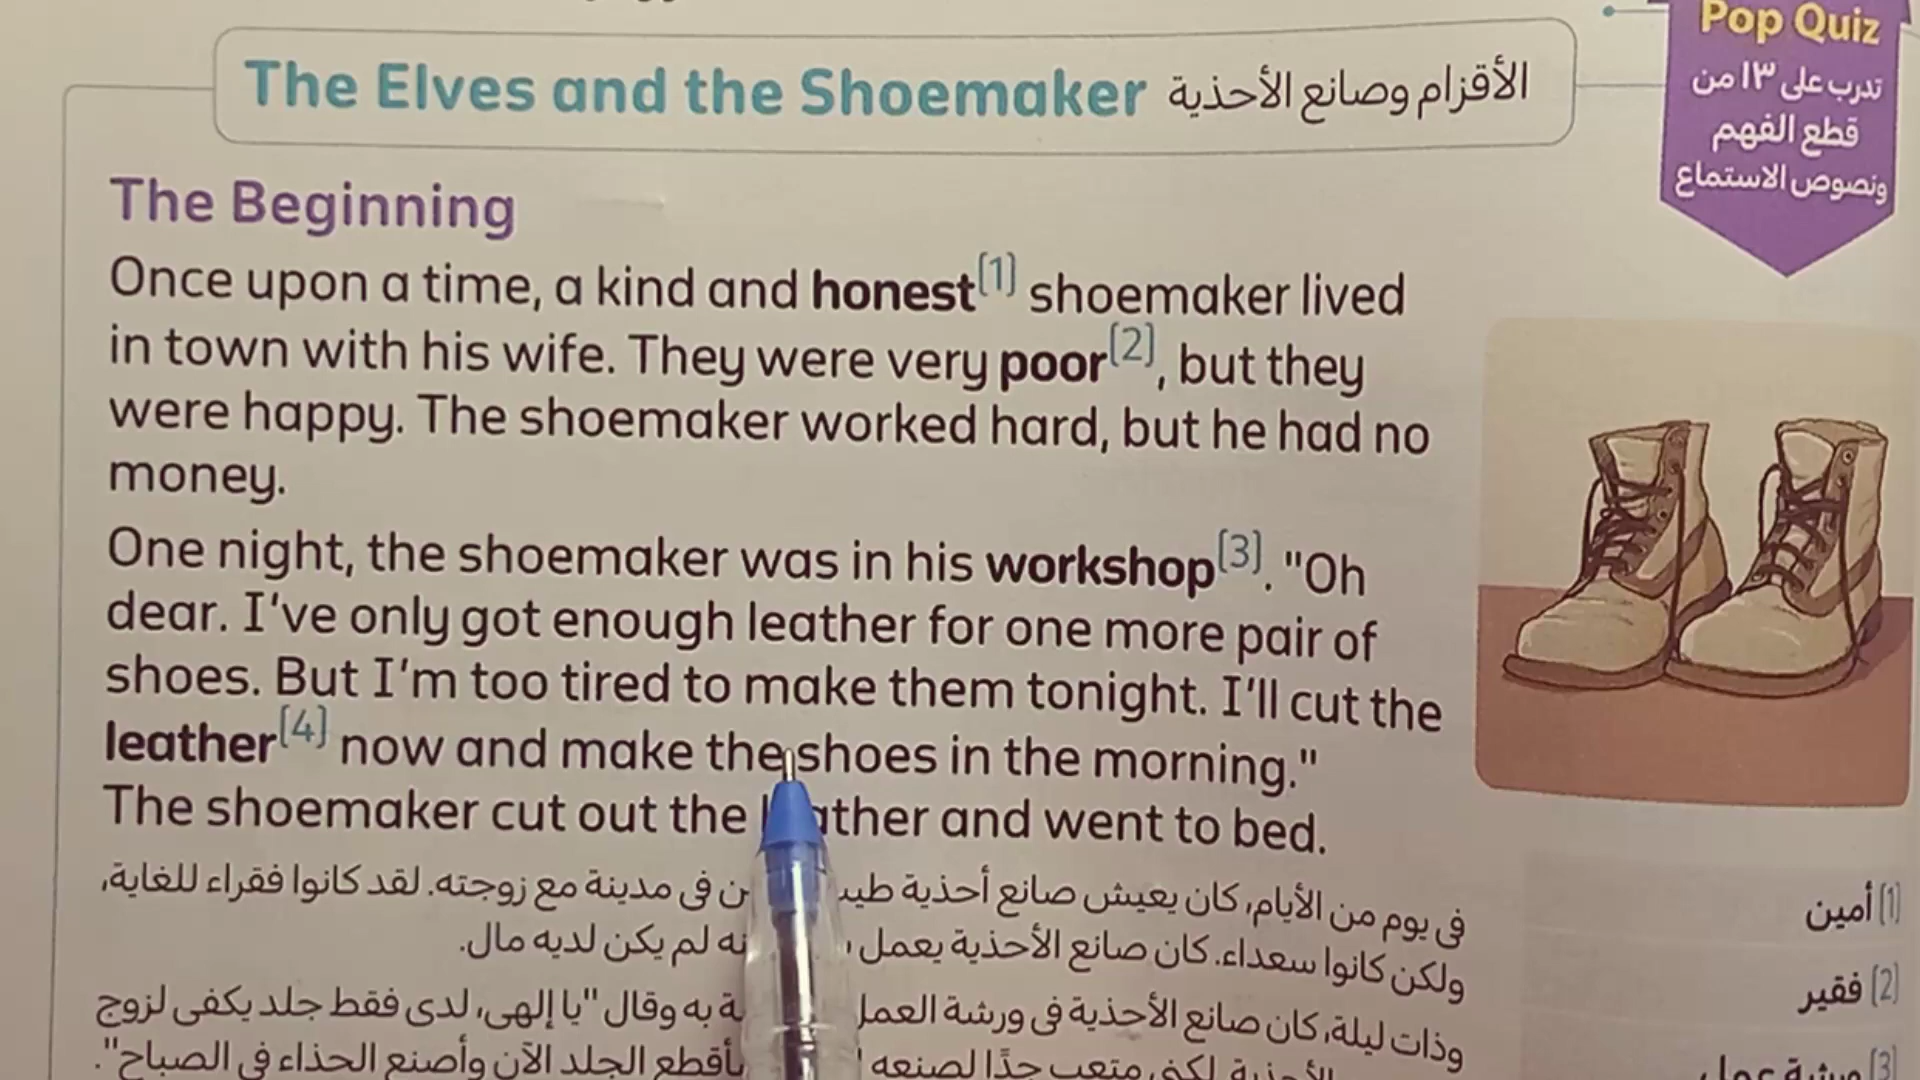 The Elves and the Shoemaker الأقزام وصانع الأحذية
Pop Quiz
تدرب على ١٣ من
قطع الفهم
ونصوص الاستماع
The Beginning
Once upon a time, a kind and honest[1] shoemaker lived
in town with his wife. They were very poor[2], but they
were happy. The shoemaker worked hard, but he had no
money.
One night, the shoemaker was in his workshop[3]. "Oh
dear. I've only got enough leather for one more pair of
shoes. But I'm too tired to make them tonight. I'll cut the
leather[4] now and make the shoes in the morning."
The shoemaker cut out the leather and went to bed.
فى يوم من الأيام، كان يعيش صانع أحذية فى مدينة مع زوجته. لقد كانوا فقراء للغاية،
ولكن كانوا سعداء. كان صانع الأحذية يعمل لم يكن لديه مال.
وذات ليلة، كان صانع الأحذية فى ورشة العمل به وقال "يا إلهى، لدى فقط جلد يكفى لزوج
لكنى متعب جدًا لصنعه الجلد الآن وأصنع الحذاء فى الصباح".
[1] أمين
[2] فقير
[3]